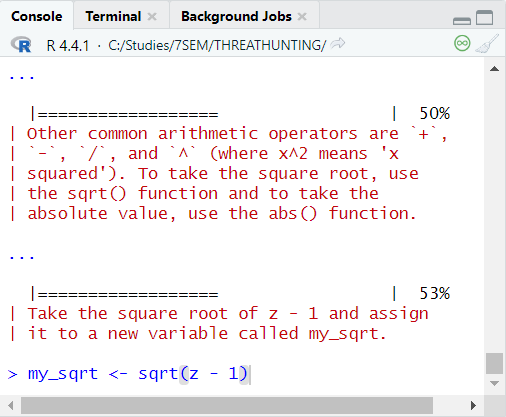 Console Terminal Background Jobs
R R 4.4.1 · C:/Studies/7SEM/THREATHUNTING/
...
|================== | 50%
| Other common arithmetic operators are `+`,
| `-`, `/`, and `^` (where x^2 means 'x
| squared'). To take the square root, use
| the sqrt() function and to take the
| absolute value, use the abs() function.
...
|================== | 53%
| Take the square root of z - 1 and assign
| it to a new variable called my_sqrt.
> my_sqrt <- sqrt(z - 1)